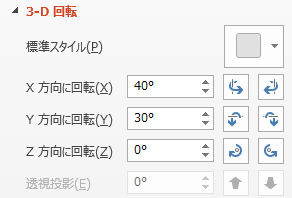 3-D 回転
標準スタイル(P)
X 方向に回転(X) 40°
Y 方向に回転(Y) 30°
Z 方向に回転(Z) 0°
透視投影(E) 0°